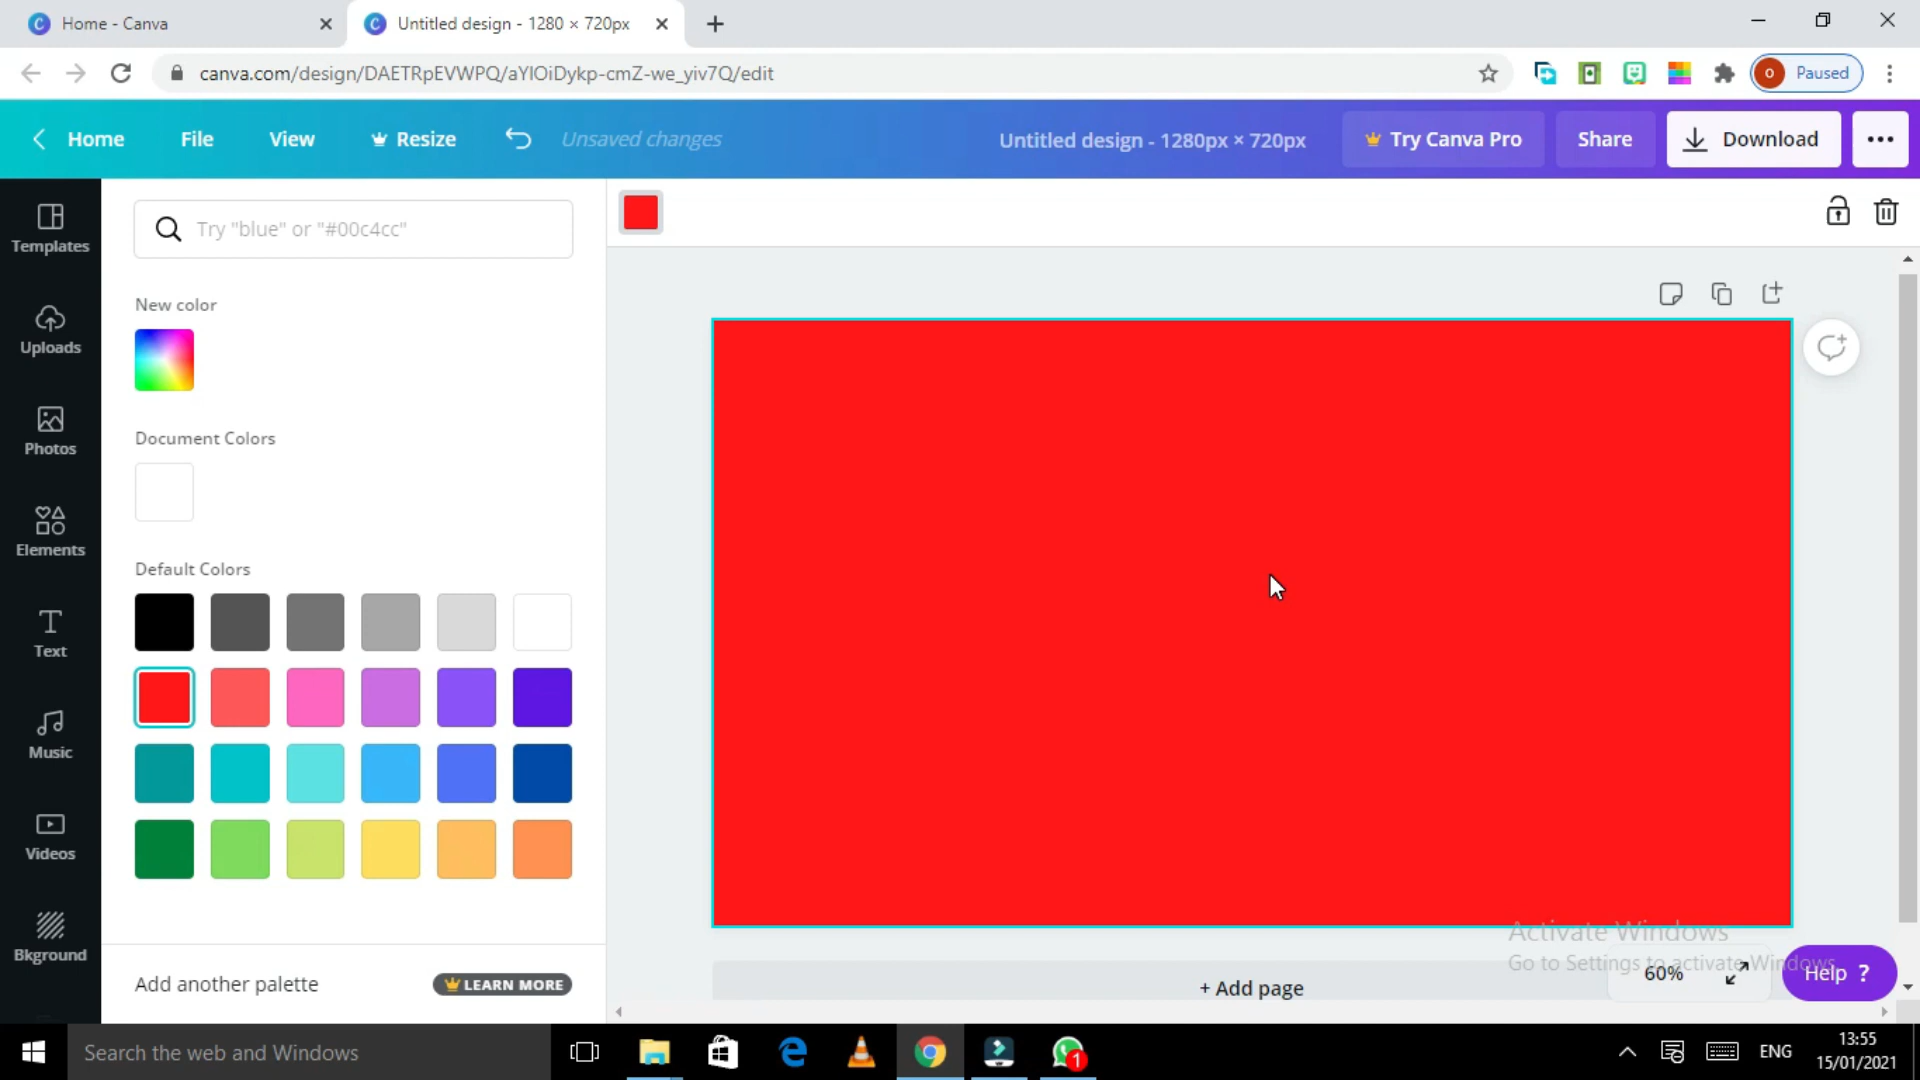 Home - Canva
Untitled design - 1280 × 720px
canva.com/design/DAETRpEVWPQ/aYlOiDykp-cmZ-we_yiv7Q/edit
O
Paused
Home
File
View
Resize
Unsaved changes
Untitled design - 1280px × 720px
Try Canva Pro
Share
Download
Templates
Uploads
Photos
Elements
Text
Music
Videos
Bkground
Try "blue" or "#00c4cc"
New color
Document Colors
Default Colors
Add another palette
LEARN MORE
+ Add page
Activate Windows
Go to Settings to activate Windows.
60%
Help ?
Search the web and Windows
1
ENG
13:55
15/01/2021